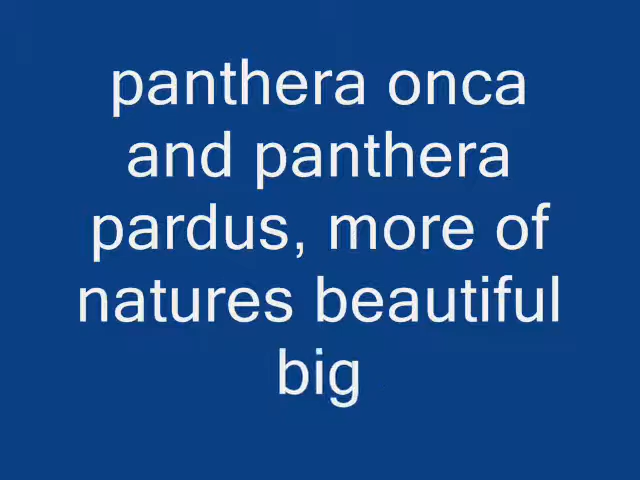 panthera onca
and panthera
pardus, more of
natures beautiful
big